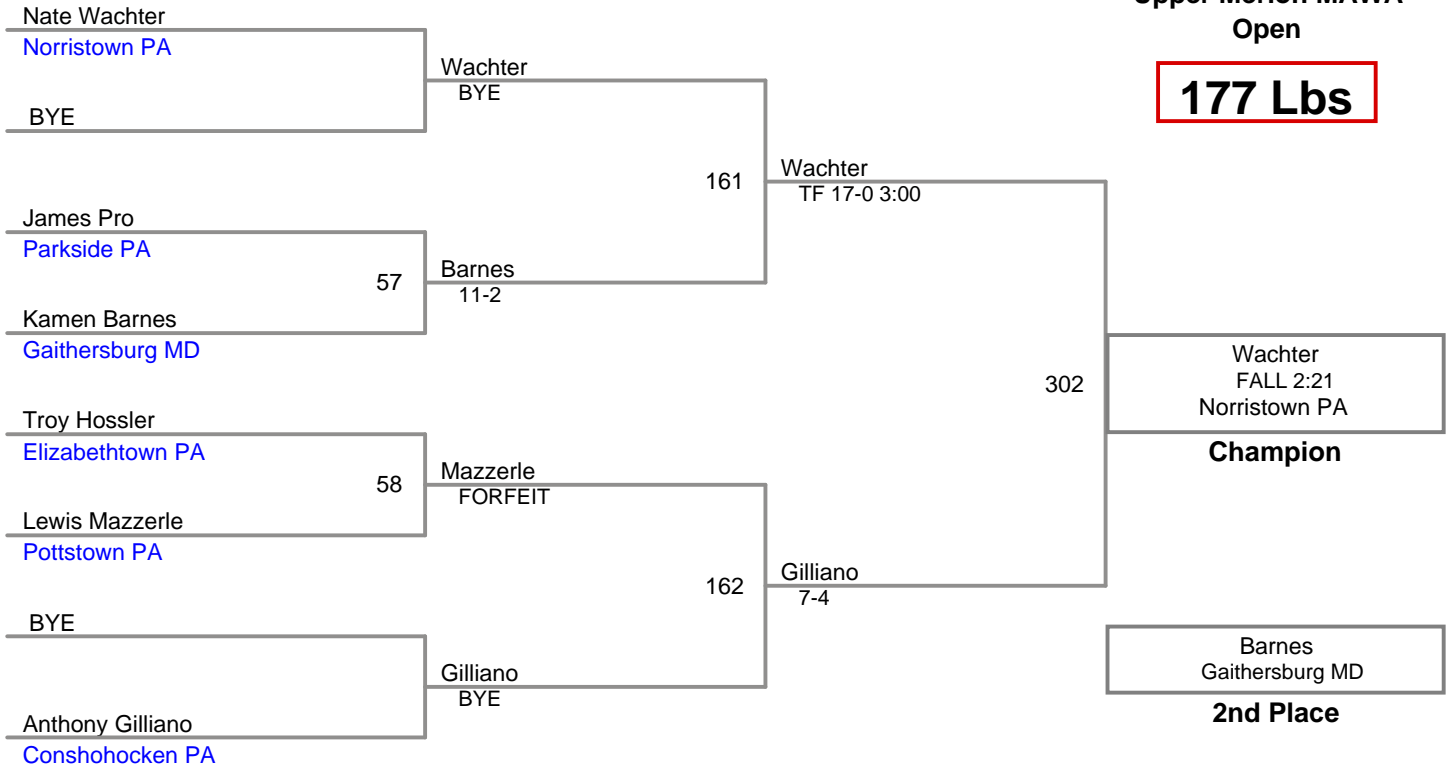 Upper Merion MAWA
Open
177 Lbs
Nate Wachter
Norristown PA
BYE
James Pro
Parkside PA
57
Kamen Barnes
Gaithersburg MD
Troy Hossler
Elizabethtown PA
58
Lewis Mazzerle
Pottstown PA
BYE
Anthony Gilliano
Conshohocken PA
Wachter
BYE
161
Barnes
11-2
Mazzerle
FORFEIT
162
Gilliano
BYE
Wachter
TF 17-0 3:00
302
Gilliano
7-4
Wachter
FALL 2:21
Norristown PA
Champion
Barnes
Gaithersburg MD
2nd Place